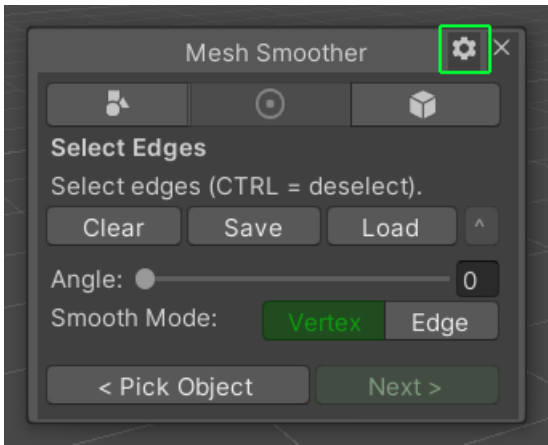 Mesh Smoother
Select Edges
Select edges (CTRL = deselect).
Clear Save Load ^
Angle: 0
Smooth Mode: Vertex Edge
< Pick Object Next >